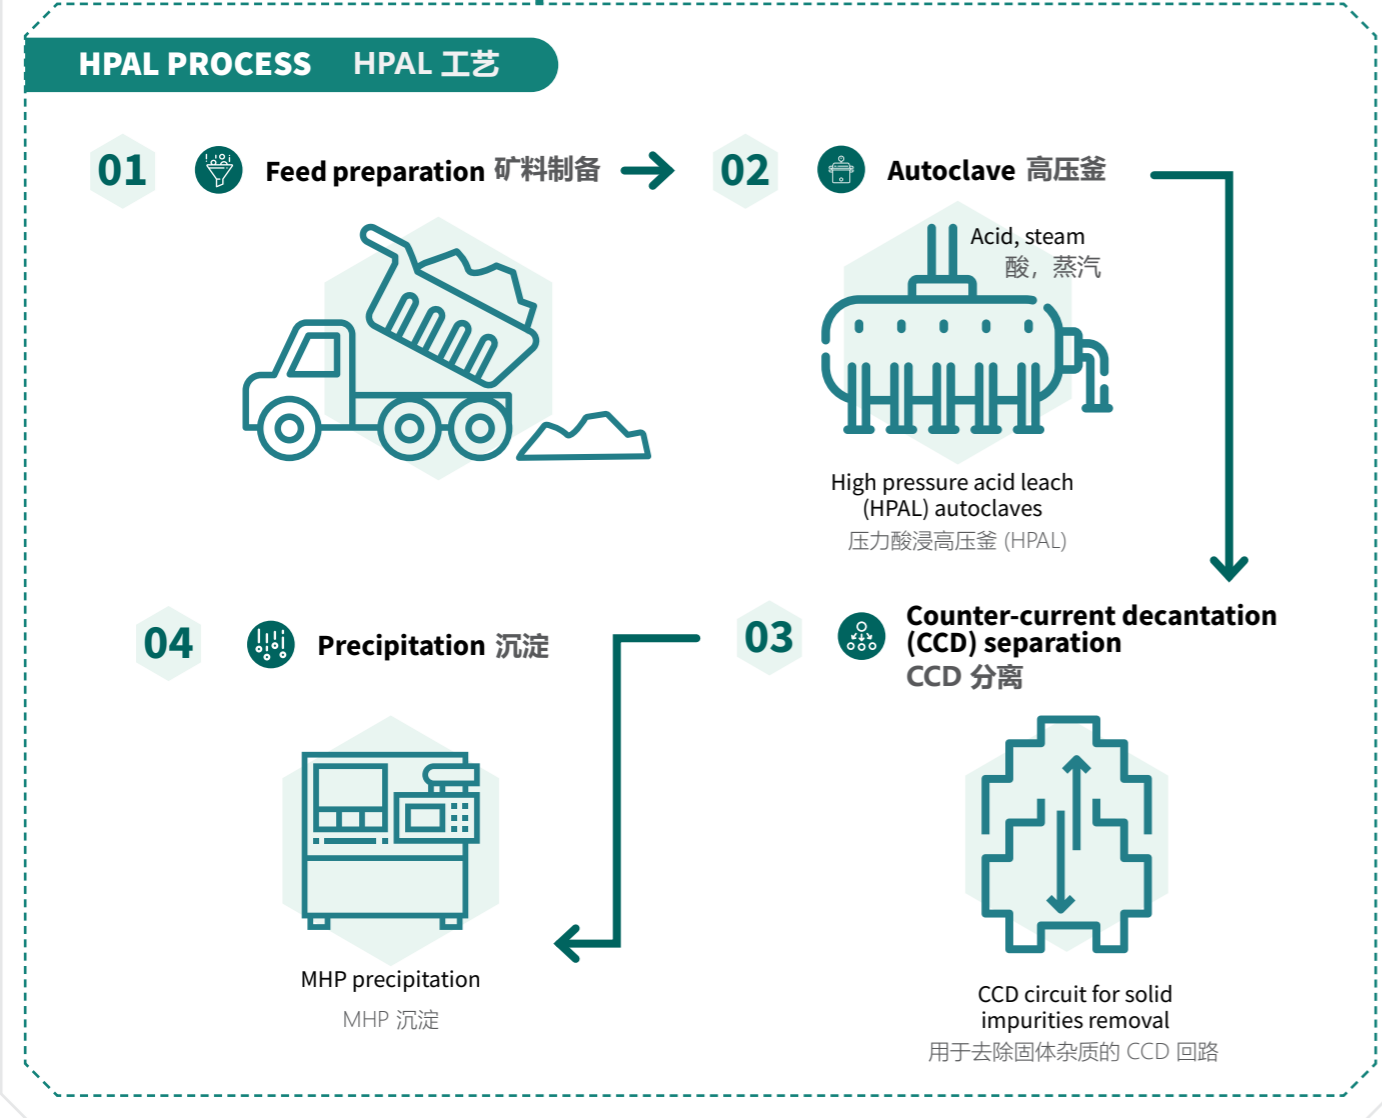 HPAL PROCESS HPAL 工艺
01 Feed preparation 矿料制备
02 Autoclave 高压釜
Acid, steam
酸，蒸汽
High pressure acid leach
(HPAL) autoclaves
压力酸浸高压釜 (HPAL)
03 Counter-current decantation
(CCD) separation
CCD 分离
CCD circuit for solid
impurities removal
用于去除固体杂质的 CCD 回路
04 Precipitation 沉淀
MHP precipitation
MHP 沉淀